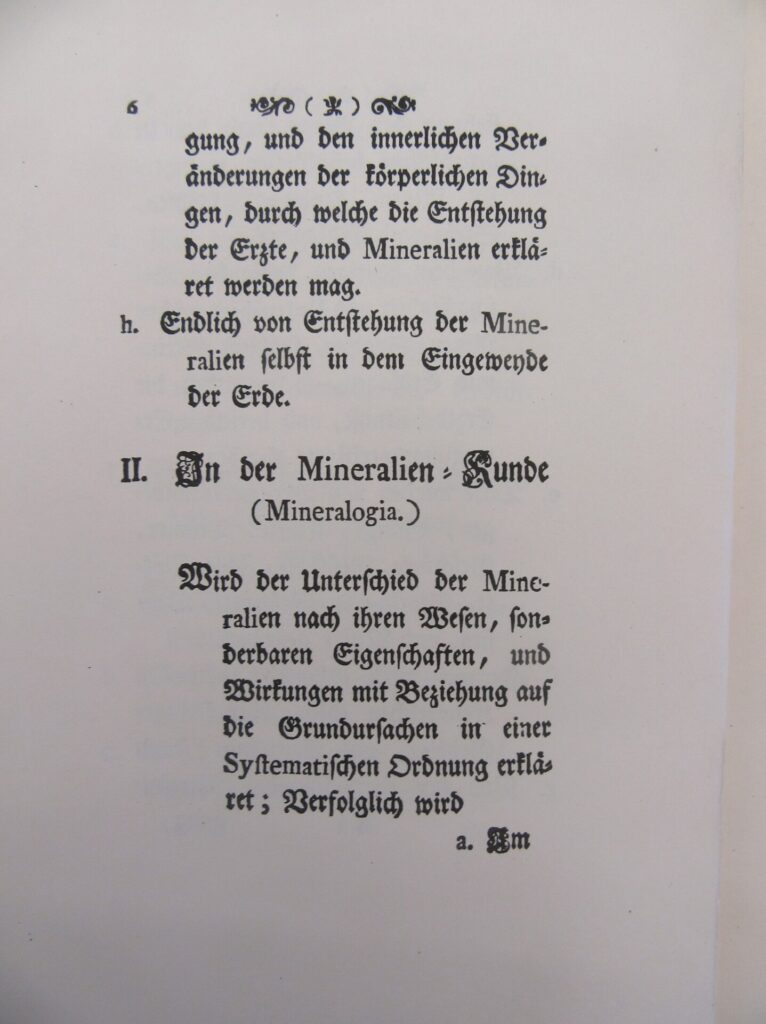 6 ( )
gung, und den innerlichen Ver-
änderungen der körperlichen Din-
gen, durch welche die Entstehung
der Erzte, und Mineralien erklä-
ret werden mag.
h. Endlich von Entstehung der Mine-
ralien selbst in dem Eingeweyde
der Erde.
II. In der Mineralien-Kunde
(Mineralogia.)
Wird der Unterschied der Mine-
ralien nach ihren Wesen, son-
derbaren Eigenschaften, und
Wirkungen mit Beziehung auf
die Grundursachen in einer
Systematischen Ordnung erklä-
ret; Verfolglich wird
a. Im